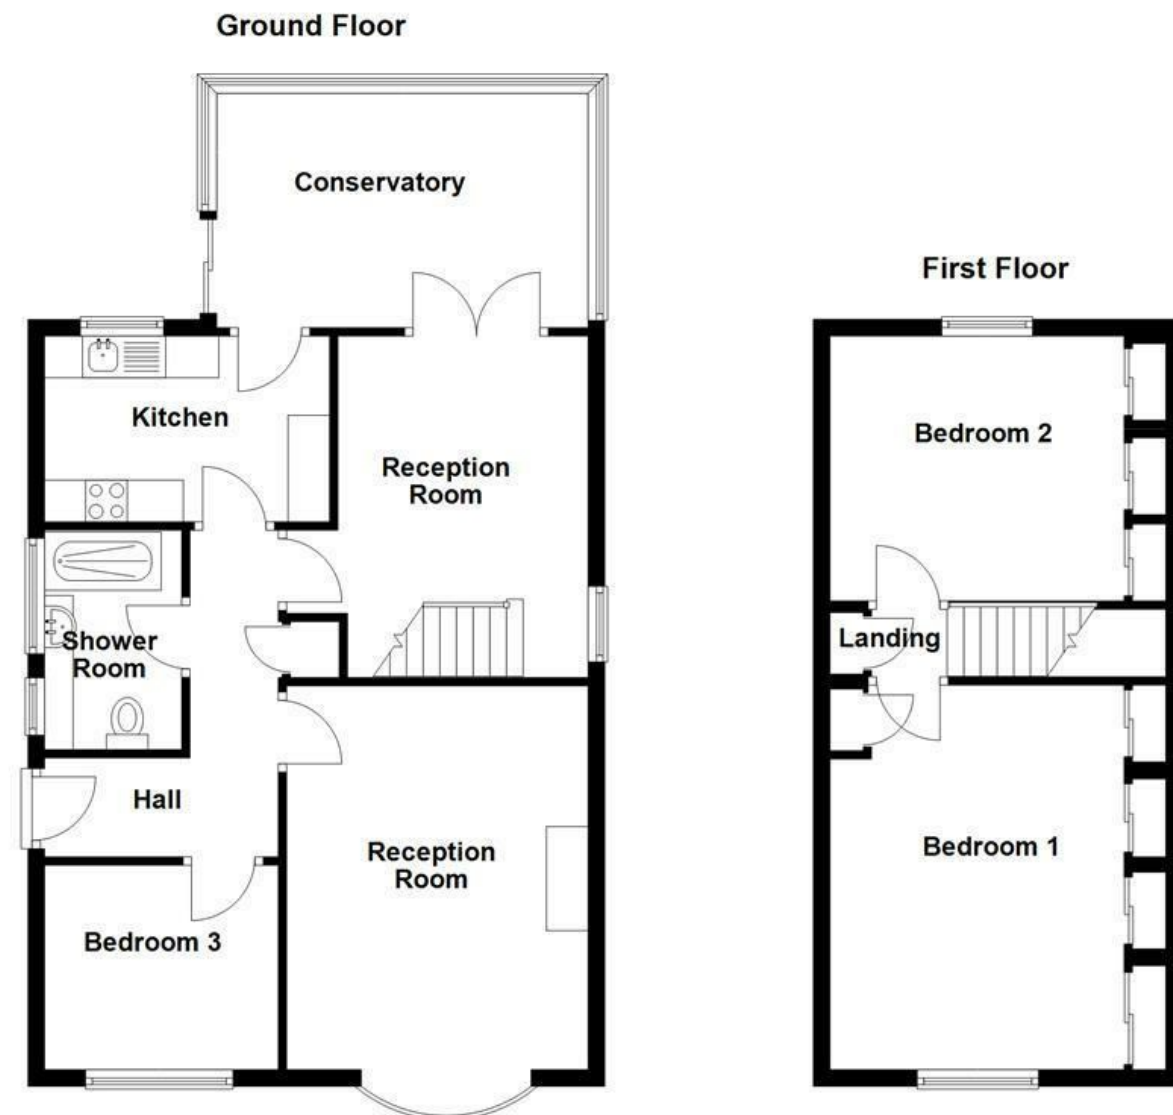 Ground Floor
Conservatory
Kitchen
Reception
Room
Shower
Room
Hall
Reception
Room
Bedroom 3
First Floor
Bedroom 2
Landing
Bedroom 1